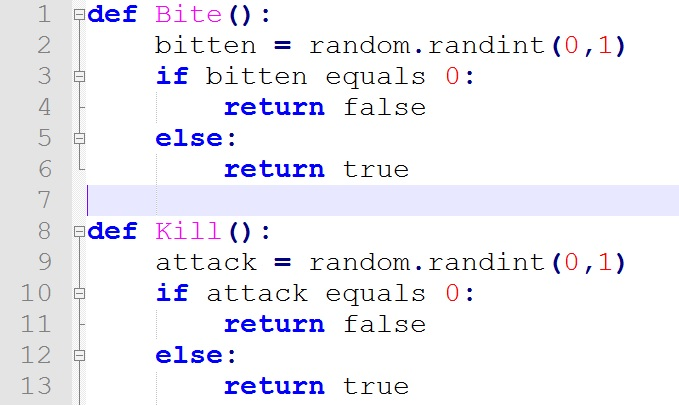 1 def Bite():
2     bitten = random.randint(0,1)
3     if bitten equals 0:
4         return false
5     else:
6         return true
7
8 def Kill():
9     attack = random.randint(0,1)
10     if attack equals 0:
11         return false
12     else:
13         return true